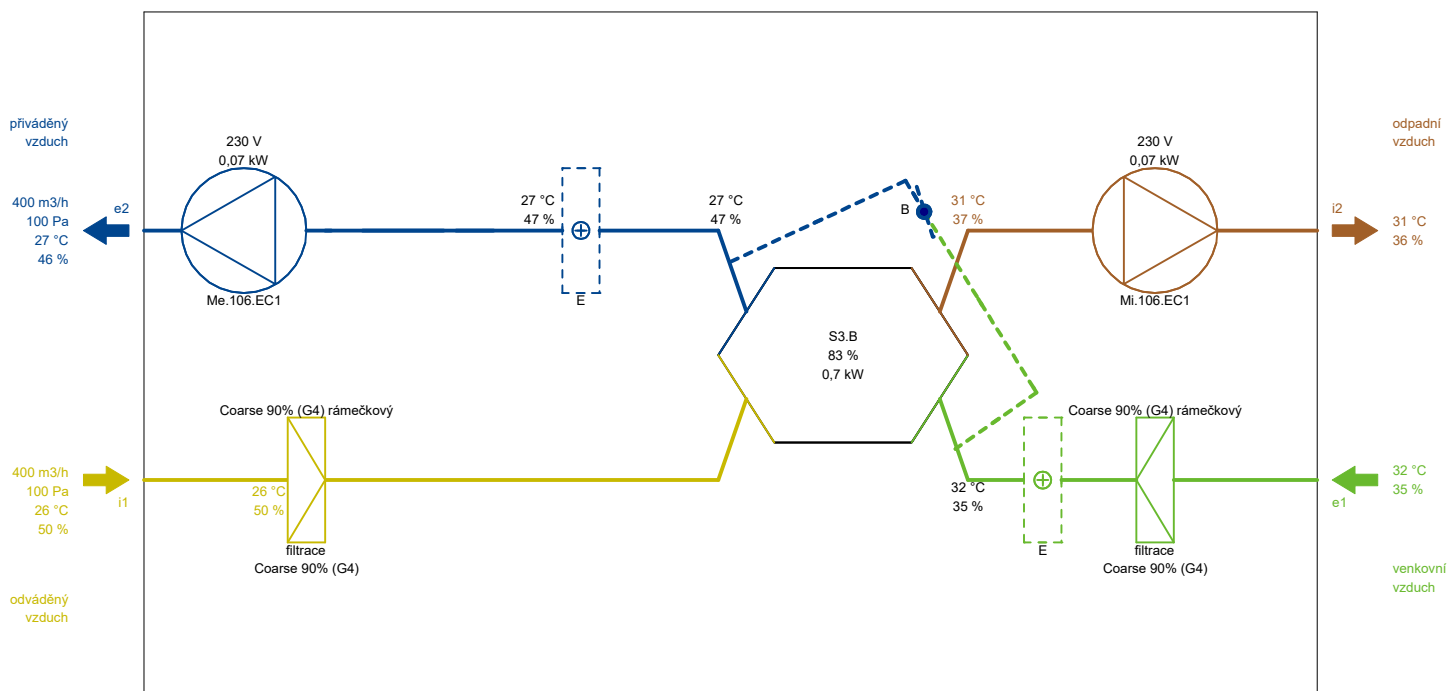 přiváděný
vzduch
400 m3/h
100 Pa
27 °C
46 %
e2
230 V
0,07 kW
Me.106.EC1
27 °C
47 %
E
27 °C
47 %
B
31 °C
37 %
230 V
0,07 kW
Mi.106.EC1
odpadní
vzduch
i2
31 °C
36 %
S3.B
83 %
0,7 kW
400 m3/h
100 Pa
26 °C
50 %
i1
Coarse 90% (G4) rámečkový
26 °C
50 %
filtrace
Coarse 90% (G4)
odváděný
vzduch
32 °C
35 %
E
Coarse 90% (G4) rámečkový
filtrace
Coarse 90% (G4)
32 °C
35 %
e1
venkovní
vzduch